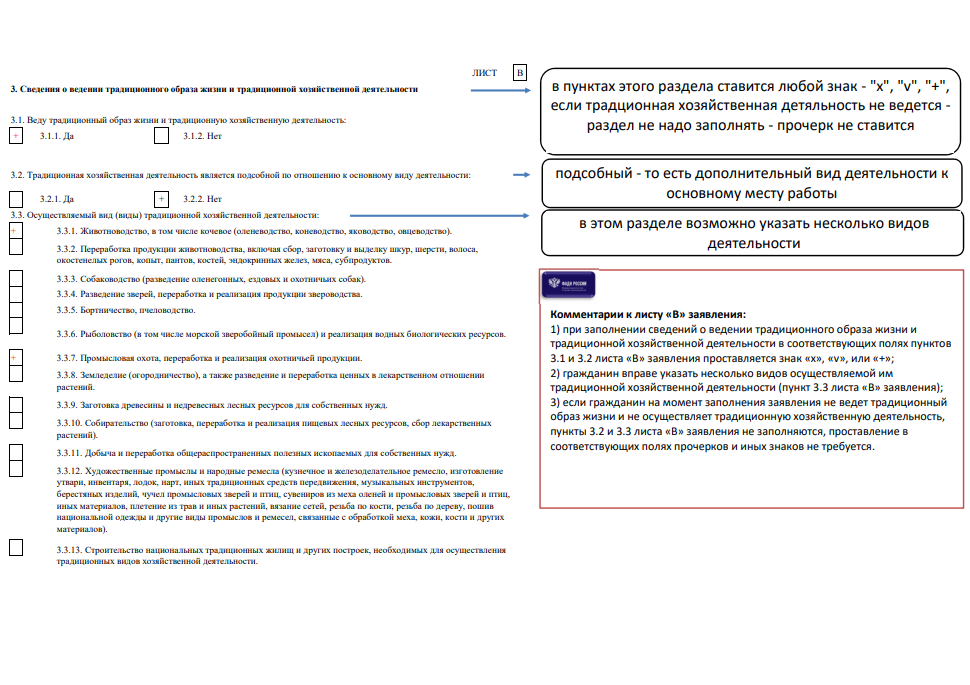 ЛИСТ В
3. Сведения о ведении традиционного образа жизни и традиционной хозяйственной деятельности
3.1. Веду традиционный образ жизни и традиционную хозяйственную деятельность:
+ 3.1.1. Да 3.1.2. Нет
3.2. Традиционная хозяйственная деятельность является подсобной по отношению к основному виду деятельности:
3.2.1. Да + 3.2.2. Нет
3.3. Осуществляемый вид (виды) традиционной хозяйственной деятельности:
+ 3.3.1. Животноводство, в том числе кочевое (оленеводство, коневодство, яководство, овцеводство).
3.3.2. Переработка продукции животноводства, включая сбор, заготовку и выделку шкур, шерсти, волоса,
окостенелых рогов, копыт, пантов, костей, эндокринных желез, мяса, субпродуктов.
3.3.3. Собаководство (разведение оленегонных, ездовых и охотничьих собак).
3.3.4. Разведение зверей, переработка и реализация продукции звероводства.
3.3.5. Бортничество, пчеловодство.
3.3.6. Рыболовство (в том числе морской зверобойный промысел) и реализация водных биологических ресурсов.
+ 3.3.7. Промысловая охота, переработка и реализация охотничьей продукции.
3.3.8. Земледелие (огородничество), а также разведение и переработка ценных в лекарственном отношении
растений.
3.3.9. Заготовка древесины и недревесных лесных ресурсов для собственных нужд.
3.3.10. Собирательство (заготовка, переработка и реализация пищевых лесных ресурсов, сбор лекарственных
растений).
3.3.11. Добыча и переработка общераспространенных полезных ископаемых для собственных нужд.
3.3.12. Художественные промыслы и народные ремесла (кузнечное и железоделательное ремесло, изготовление
утвари, инвентаря, лодок, нарт, иных традиционных средств передвижения, музыкальных инструментов,
берестяных изделий, чучел промысловых зверей и птиц, сувениров из меха оленей и промысловых зверей и птиц,
иных материалов, плетение из трав и иных растений, вязание сетей, резьба по кости, резьба по дереву, пошив
национальной одежды и другие виды промыслов и ремесел, связанные с обработкой меха, кожи, кости и других
материалов).
3.3.13. Строительство национальных традиционных жилищ и других построек, необходимых для осуществления
традиционных видов хозяйственной деятельности.
в пунктах этого раздела ставится любой знак - "х", "v", "+",
если традционная хозяйственная детяльность не ведется -
раздел не надо заполнять - прочерк не ставится
подсобный - то есть дополнительный вид деятельности к
основному месту работы
в этом разделе возможно указать несколько видов
деятельности
ФАДН РОССИИ
Комментарии к листу «В» заявления:
1) при заполнении сведений о ведении традиционного образа жизни и
традиционной хозяйственной деятельности в соответствующих полях пунктов
3.1 и 3.2 листа «В» заявления проставляется знак «х», «v», или «+»;
2) гражданин вправе указать несколько видов осуществляемой им
традиционной хозяйственной деятельности (пункт 3.3 листа «В» заявления);
3) если гражданин на момент заполнения заявления не ведет традиционный
образ жизни и не осуществляет традиционную хозяйственную деятельность,
пункты 3.2 и 3.3 листа «В» заявления не заполняются, проставление в
соответствующих полях прочерков и иных знаков не требуется.